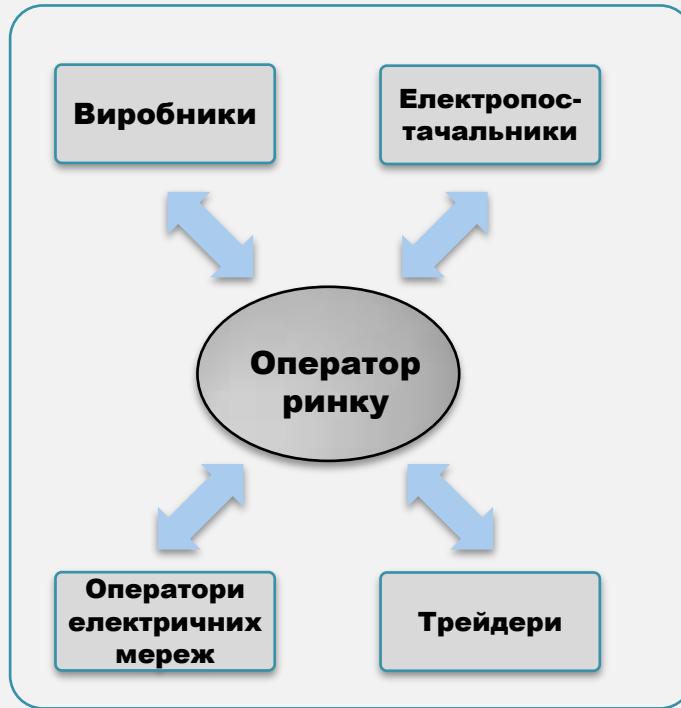 Виробники
Електропос-
тачальники
Оператор
ринку
Оператори
електричних
мереж
Трейдери